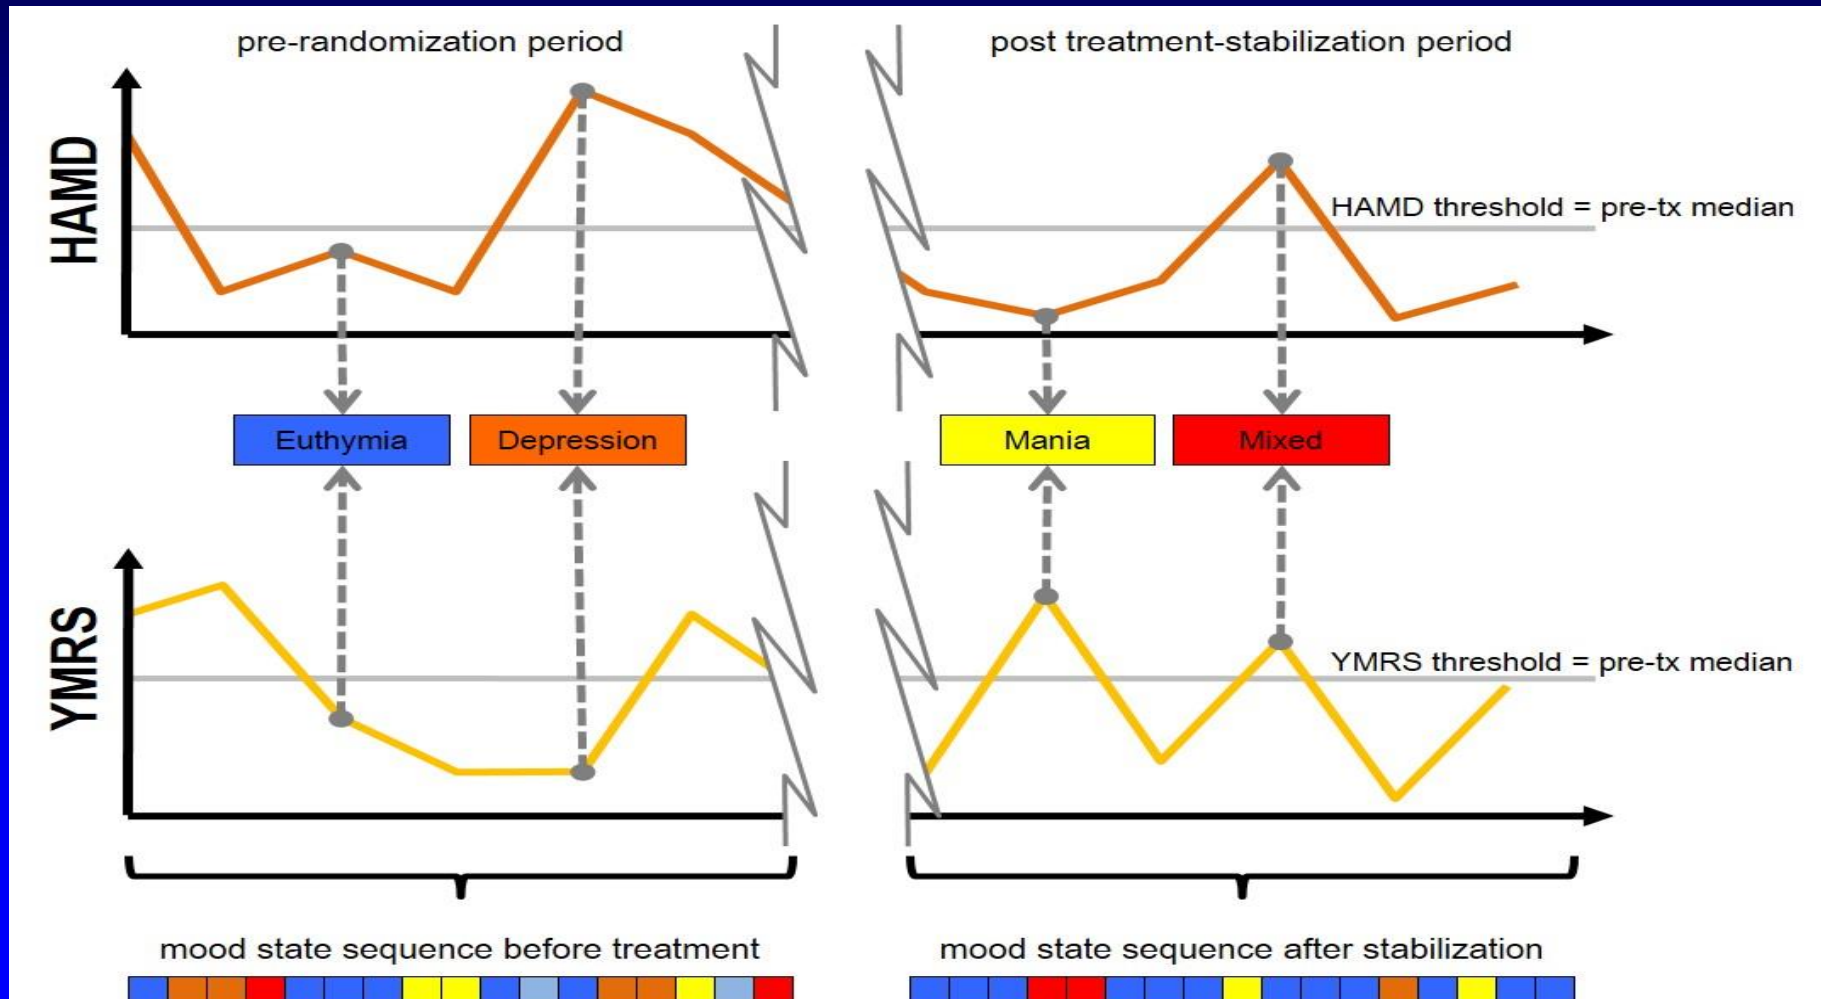 pre-randomization period
post treatment-stabilization period
HAMD
HAMD threshold = pre-tx median
Euthymia
Depression
Mania
Mixed
YMRS
YMRS threshold = pre-tx median
mood state sequence before treatment
mood state sequence after stabilization